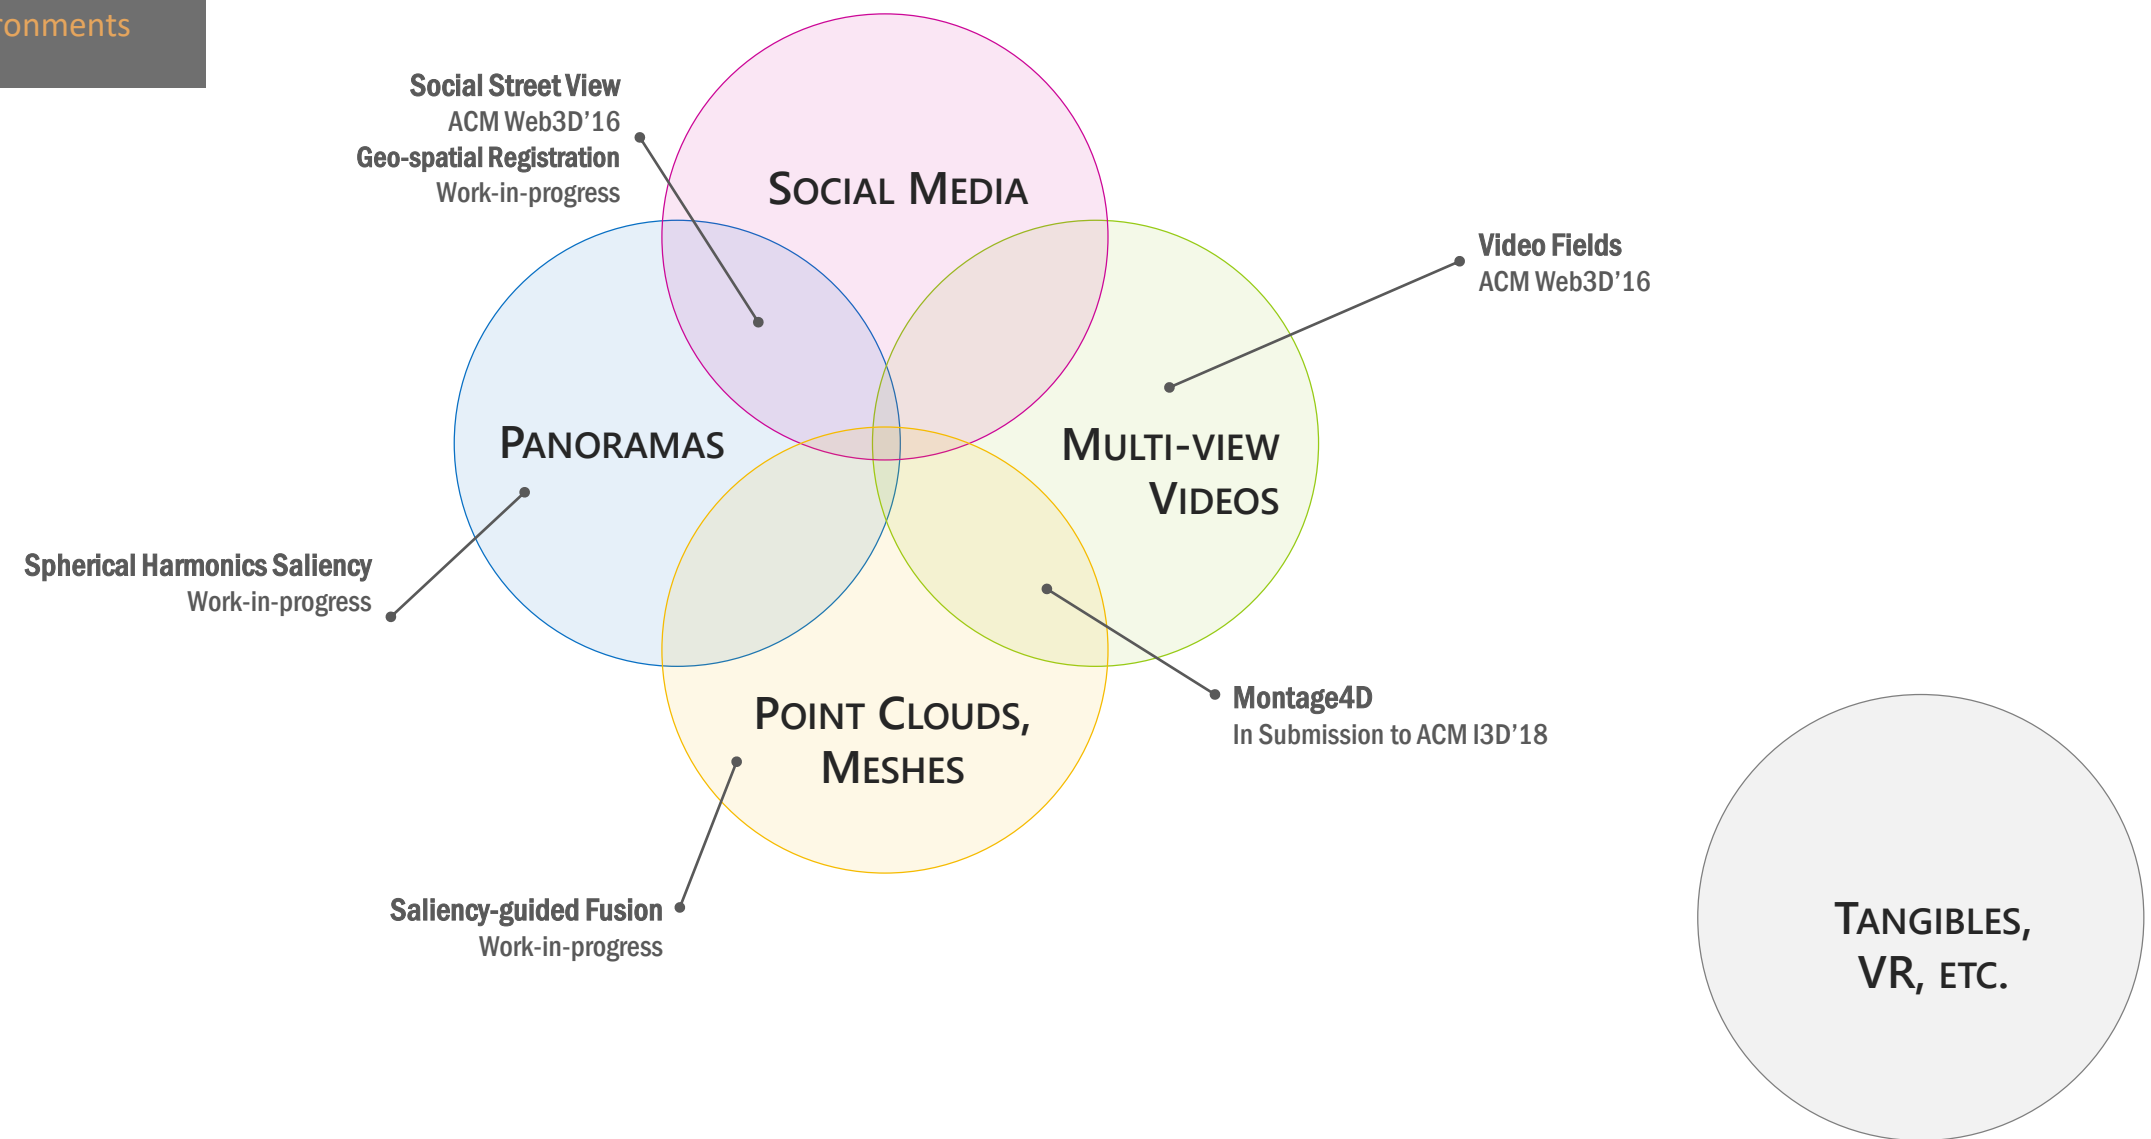 Social Street View
ACM Web3D’16
Geo-spatial Registration
Work-in-progress
SOCIAL MEDIA
Video Fields
ACM Web3D’16
PANORAMAS
MULTI-VIEW
VIDEOS
Spherical Harmonics Saliency
Work-in-progress
Montage4D
In Submission to ACM I3D’18
POINT CLOUDS,
MESHES
Saliency-guided Fusion
Work-in-progress
TANGIBLES,
VR, ETC.